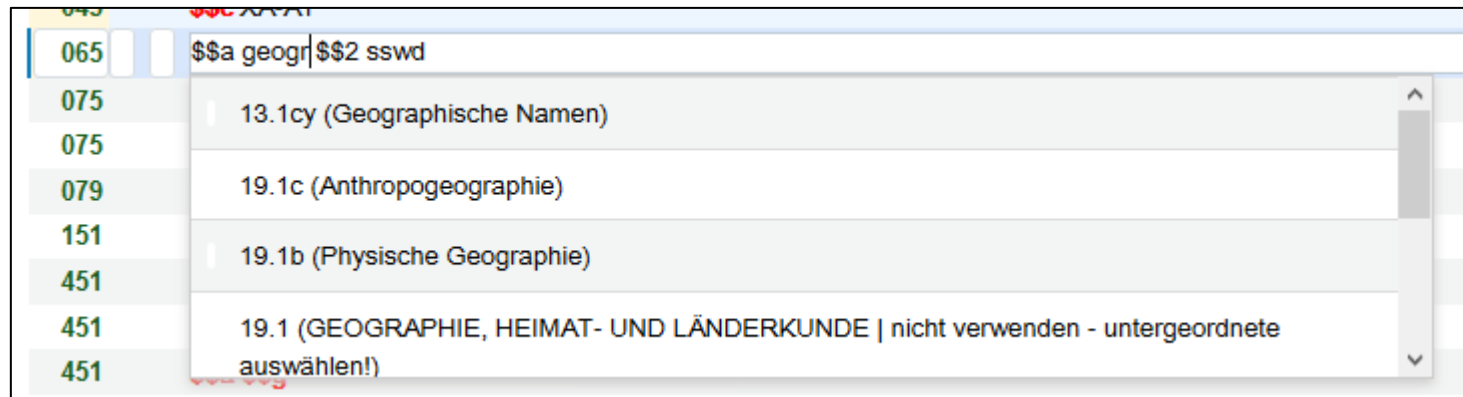 065 $$a geogr $$2 sswd
075
13.1cy (Geographische Namen)
075
079
19.1c (Anthropogeographie)
151
19.1b (Physische Geographie)
451
451
19.1 (GEOGRAPHIE, HEIMAT- UND LÄNDERKUNDE | nicht verwenden - untergeordnete
auswählen!)
451